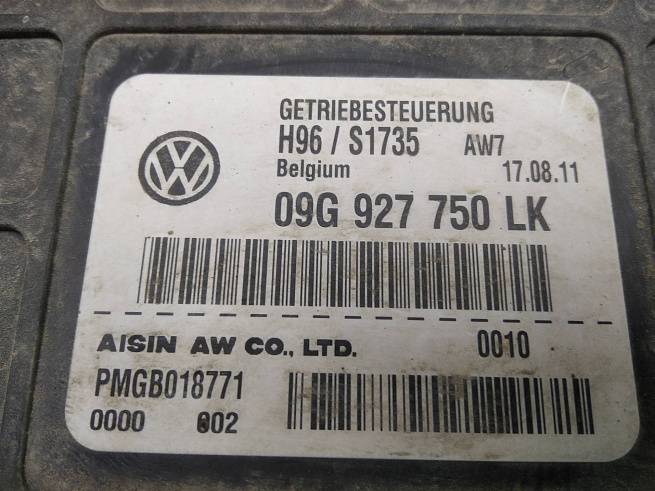 GETRIEBESTEUERUNG
H96 / S1735 AW7
Belgium 17.08.11
09G 927 750 LK
AISIN AW CO., LTD. 0010
PMGB018771
0000 002